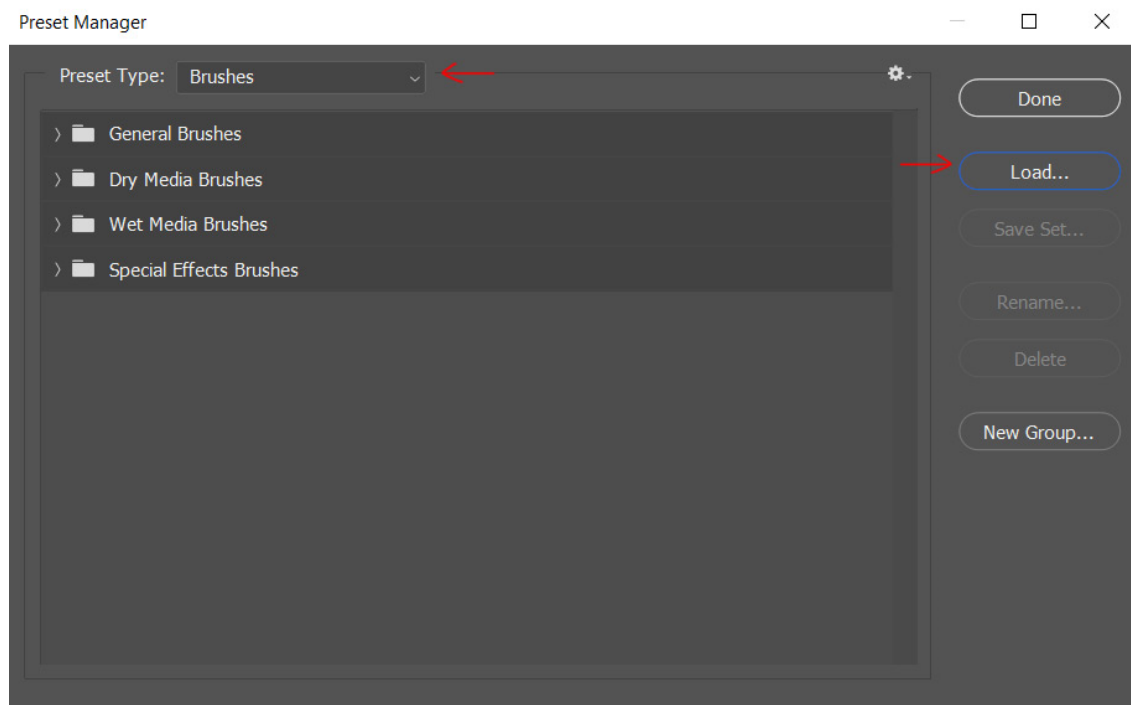 Preset Manager
Preset Type: Brushes
Done
General Brushes
Load...
Dry Media Brushes
Wet Media Brushes
Save Set...
Special Effects Brushes
Rename...
Delete
New Group...